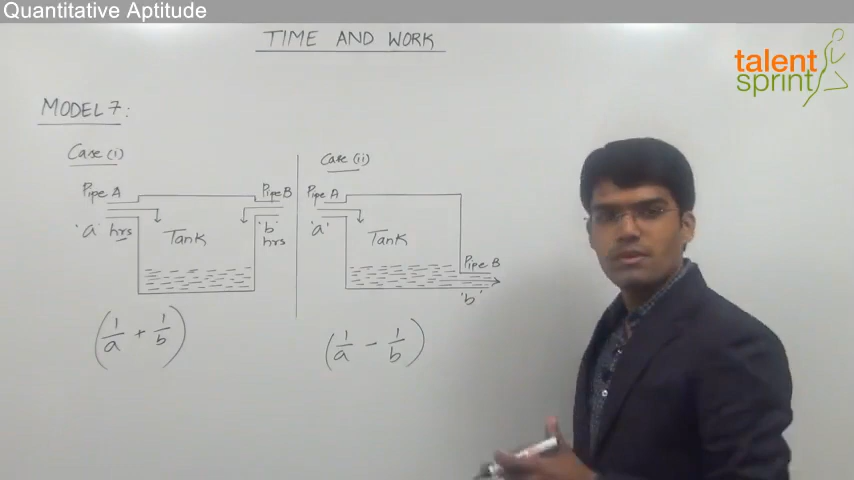 Quantitative Aptitude
TIME AND WORK
talent
sprint
MODEL 7:
Case (i)
Pipe A
Pipe B
'a' hrs
'b'
hrs
Tank
(1/a + 1/b)
Case (ii)
Pipe A
'a'
Tank
Pipe B
'b'
(1/a - 1/b)